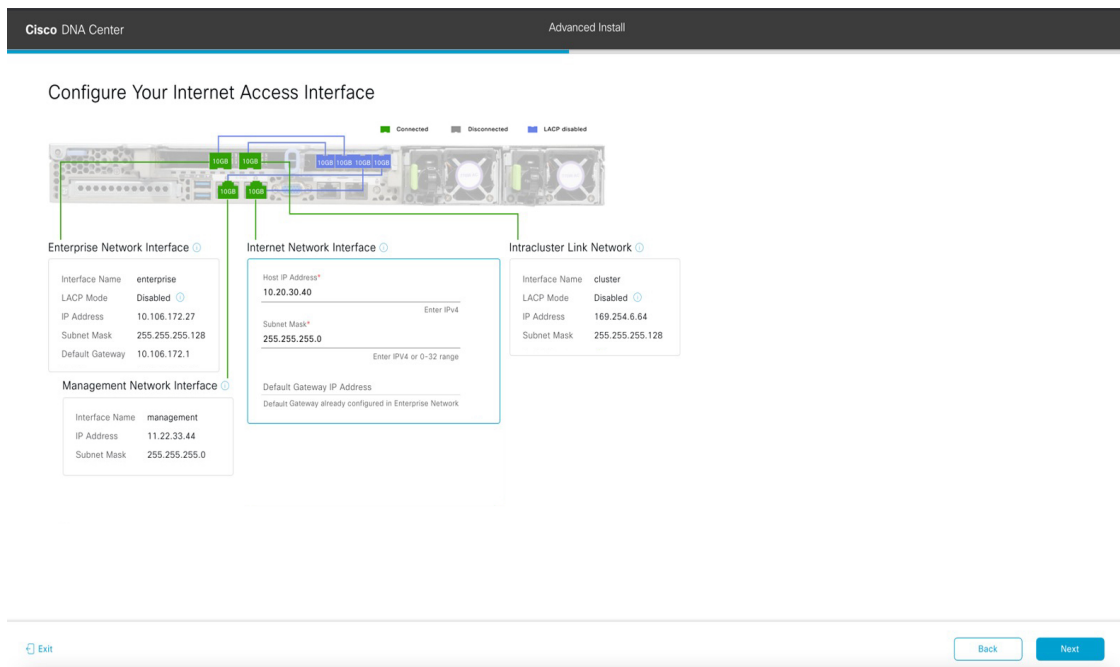 Cisco DNA Center
Advanced Install
Configure Your Internet Access Interface
Connected
Disconnected
LACP disabled
10GB
10GB
10GB 10GB 10GB 10GB
10GB
10GB
Enterprise Network Interface
Interface Name enterprise
LACP Mode Disabled
IP Address 10.106.172.27
Subnet Mask 255.255.255.128
Default Gateway 10.106.172.1
Management Network Interface
Interface Name management
IP Address 11.22.33.44
Subnet Mask 255.255.255.0
Internet Network Interface
Host IP Address*
10.20.30.40
Enter IPv4
Subnet Mask*
255.255.255.0
Enter IPV4 or 0-32 range
Default Gateway IP Address
Default Gateway already configured in Enterprise Network
Intracluster Link Network
Interface Name cluster
LACP Mode Disabled
IP Address 169.254.6.64
Subnet Mask 255.255.255.128
Exit
Back
Next